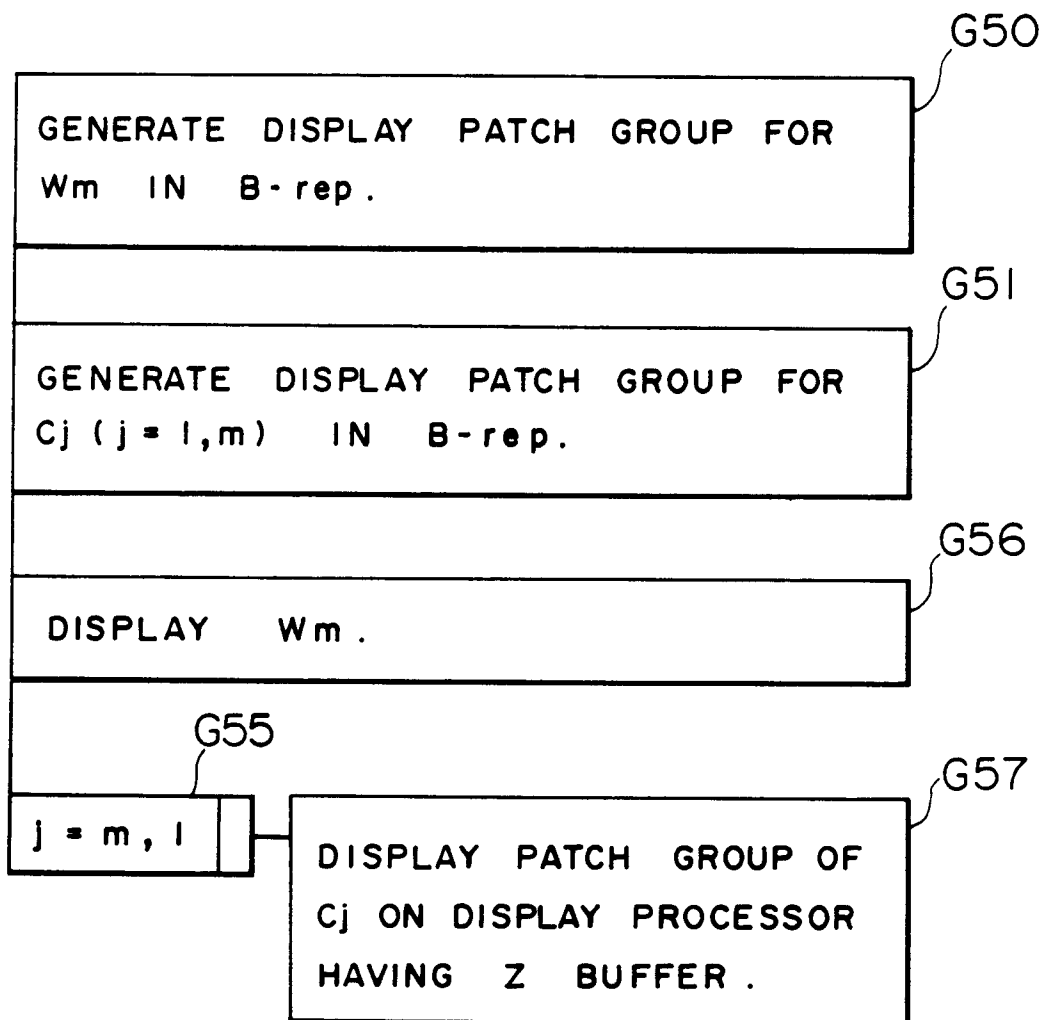 G50
GENERATE DISPLAY PATCH GROUP FOR
Wm IN B-rep.
G51
GENERATE DISPLAY PATCH GROUP FOR
Cj (j = 1,m) IN B-rep.
G56
DISPLAY Wm.
G55
j = m, 1
G57
DISPLAY PATCH GROUP OF
Cj ON DISPLAY PROCESSOR
HAVING Z BUFFER.